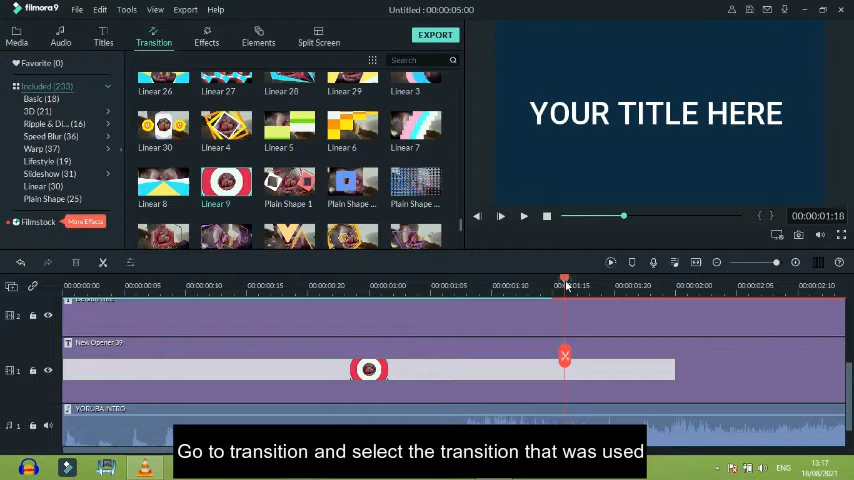 filmora9
File Edit Tools View Export Help
Untitled : 00:00:05:00
Media Audio Titles Transition Effects Elements Split Screen
EXPORT
Favorite (0)
Search
Included (233)
Basic (18)
3D (21)
Ripple & Di... (16)
Speed Blur (36)
Warp (37)
Lifestyle (19)
Slideshow (31)
Linear (30)
Plain Shape (25)
Filmstock More Effects
Linear 26 Linear 27 Linear 28 Linear 29 Linear 3
Linear 30 Linear 4 Linear 5 Linear 6 Linear 7
Linear 8 Linear 9 Plain Shape 1 Plain Shape ... Plain Shape ...
YOUR TITLE HERE
00:00:01:18
00:00:00:00 00:00:00:05 00:00:00:10 00:00:00:15 00:00:00:20 00:00:01:00 00:00:01:05 00:00:01:10 00:00:01:15 00:00:01:20 00:00:02:00 00:00:02:05 00:00:02:10
2
New Opener 39
1
YORUBA INTRO
1
Go to transition and select the transition that was used
ENG
13:17
18/08/2021